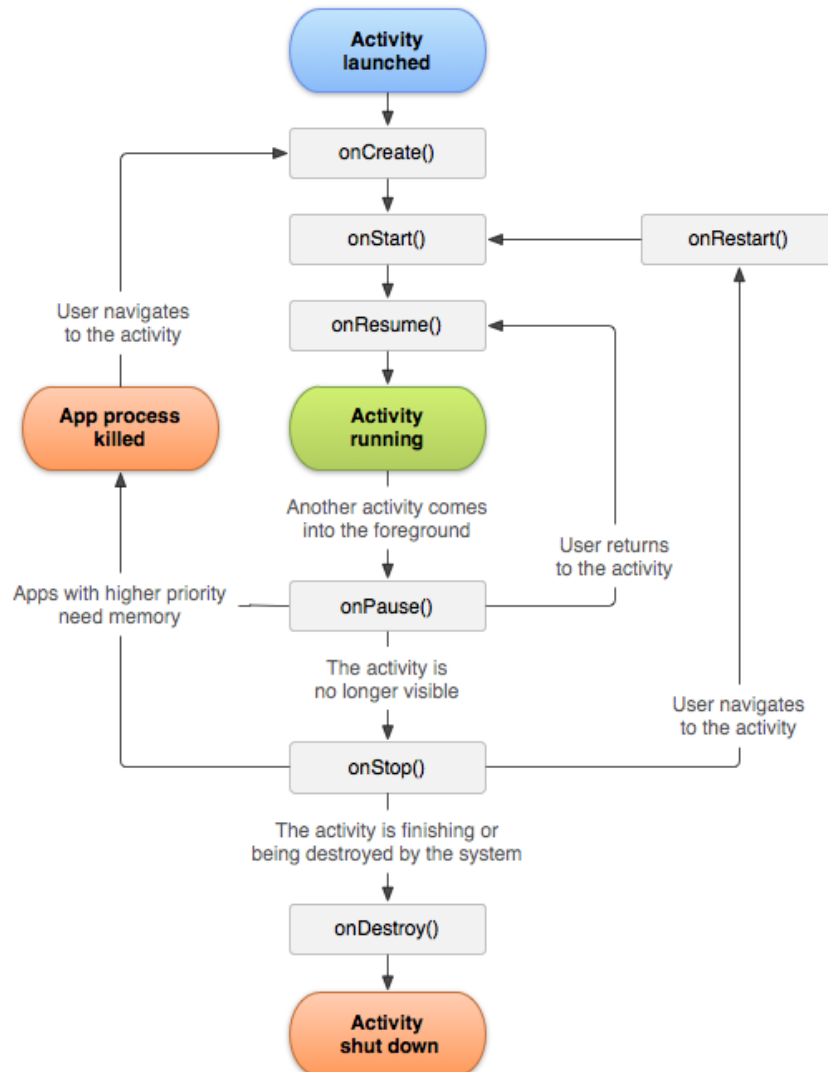 Activity
launched
onCreate()
onStart()
onRestart()
User navigates
to the activity
onResume()
App process
killed
Activity
running
Another activity comes
into the foreground
User returns
to the activity
Apps with higher priority
need memory
onPause()
The activity is
no longer visible
User navigates
to the activity
onStop()
The activity is finishing or
being destroyed by the system
onDestroy()
Activity
shut down